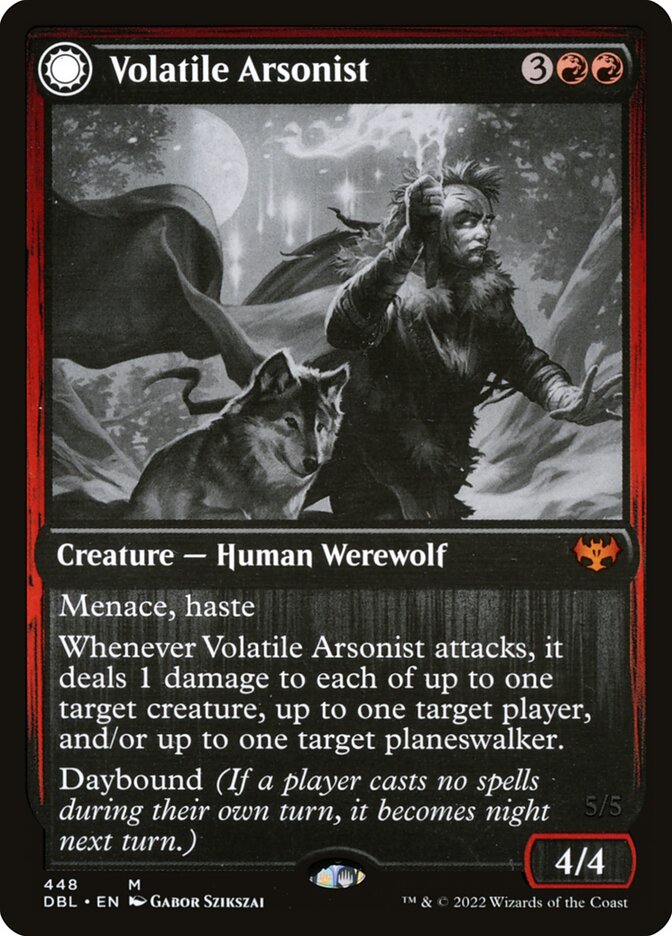 Volatile Arsonist 3
Creature — Human Werewolf
Menace, haste
Whenever Volatile Arsonist attacks, it
deals 1 damage to each of up to one
target creature, up to one target player,
and/or up to one target planeswalker.
Daybound (If a player casts no spells
during their own turn, it becomes night
next turn.)
5/5
4/4
448 M
DBL • EN Gabor Szikszai
™ & © 2022 Wizards of the Coast